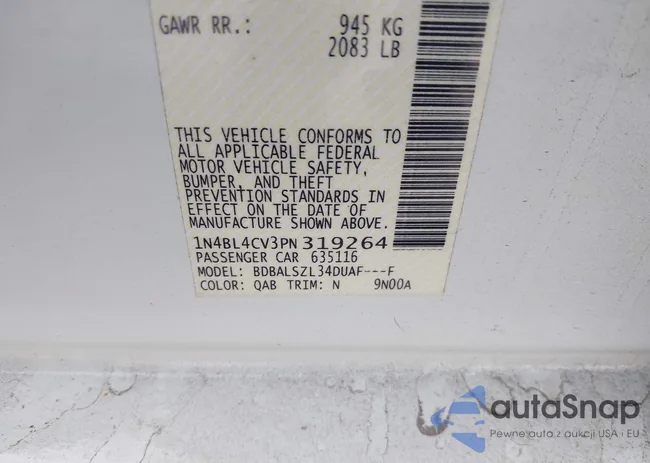 GAWR RR.: 945 KG
2083 LB
THIS VEHICLE CONFORMS TO
ALL APPLICABLE FEDERAL
MOTOR VEHICLE SAFETY,
BUMPER, AND THEFT
PREVENTION STANDARDS IN
EFFECT ON THE DATE OF
MANUFACTURE SHOWN ABOVE.
1N4BL4CV3PN319264
PASSENGER CAR 635116
MODEL: BDBALSZL34DUAF---F
COLOR: QAB TRIM: N 9N00A
autaSnap
Pewne auta z aukcji USA i EU